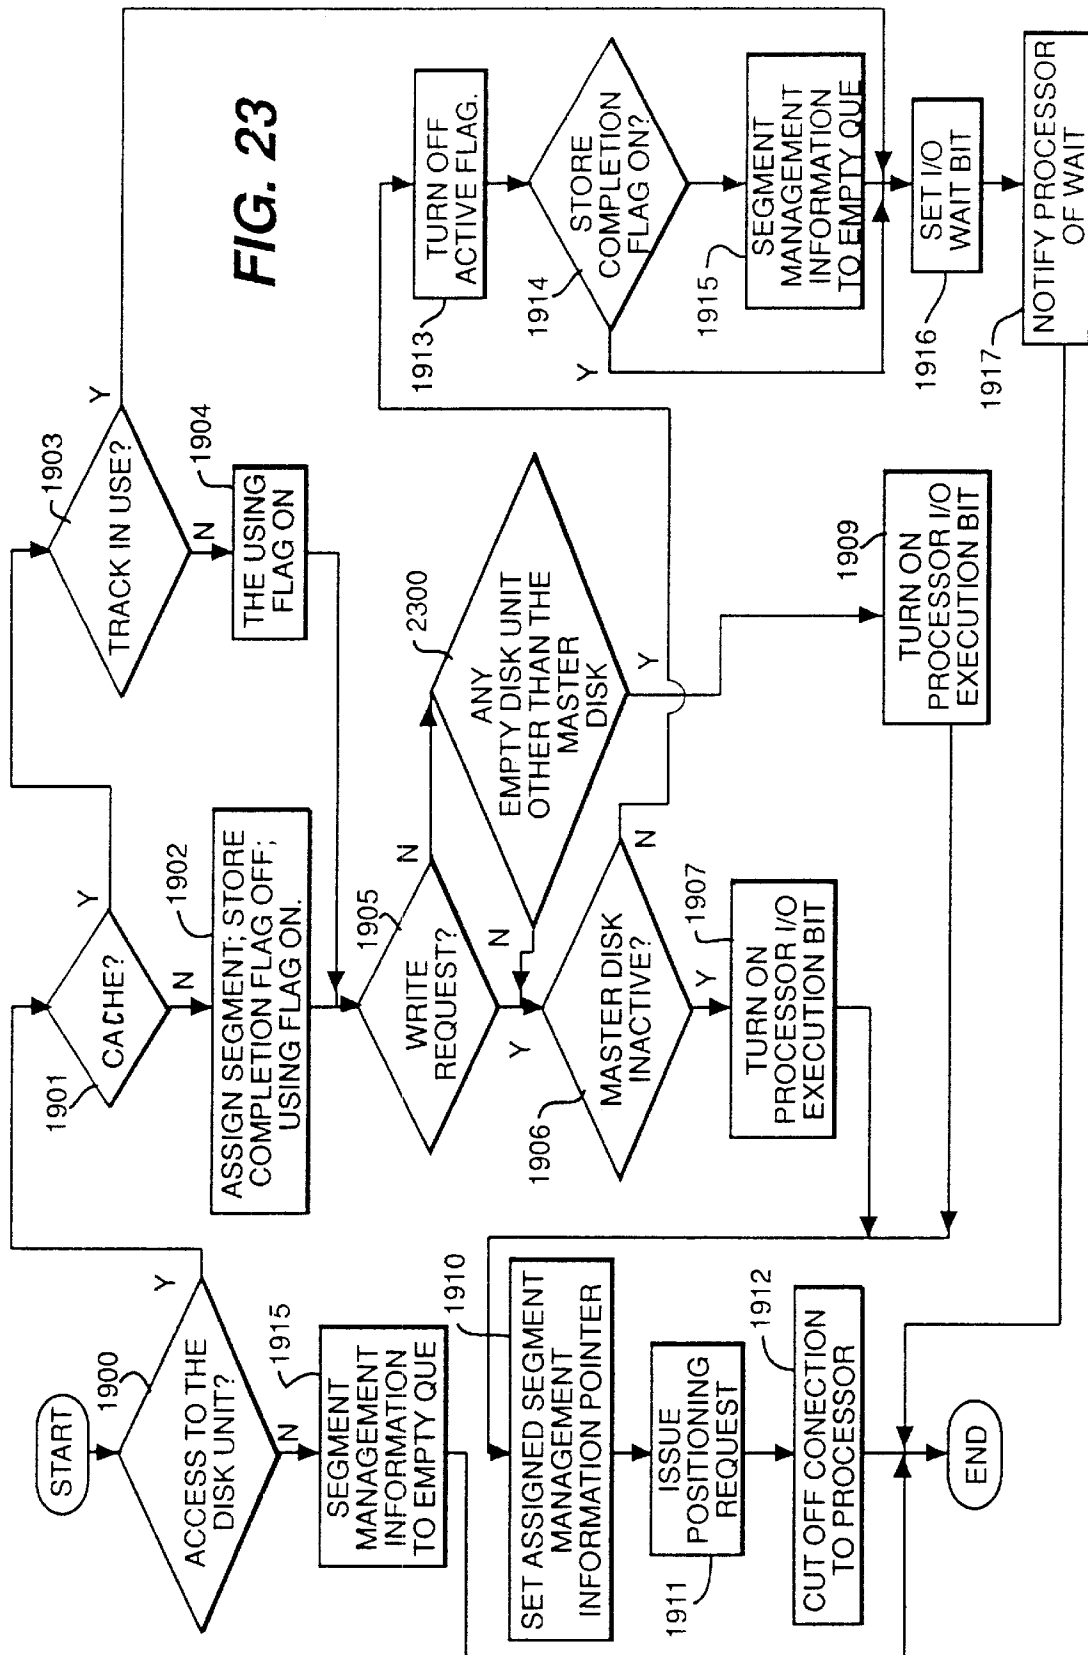 FIG. 23
START
1900
ACCESS TO THE
DISK UNIT?
Y
N
1915
SEGMENT
MANAGEMENT
INFORMATION
TO EMPTY QUE
1910
SET ASSIGNED SEGMENT
MANAGEMENT
INFORMATION POINTER
ISSUE
POSITIONING
REQUEST
1911
1912
CUT OFF CONECTION
TO PROCESSOR
END
1901
CACHE?
Y
N
1902
ASSIGN SEGMENT; STORE
COMPLETION FLAG OFF;
USING FLAG ON.
1905
WRITE
REQUEST?
N
Y
1906
MASTER DISK
INACTIVE?
N
Y
1907
TURN ON
PROCESSOR I/O
EXECUTION BIT
1903
TRACK IN USE?
Y
N
1904
THE USING
FLAG ON
2300
ANY
EMPTY DISK UNIT
OTHER THAN THE
MASTER
DISK
N
Y
1909
TURN ON
PROCESSOR I/O
EXECUTION BIT
TURN OFF
ACTIVE FLAG.
1913
STORE
COMPLETION
FLAG ON?
1914
Y
1915
SEGMENT
MANAGEMENT
INFORMATION
TO EMPTY QUE
SET I/O
WAIT BIT
1916
NOTIFY PROCESSOR
OF WAIT
1917